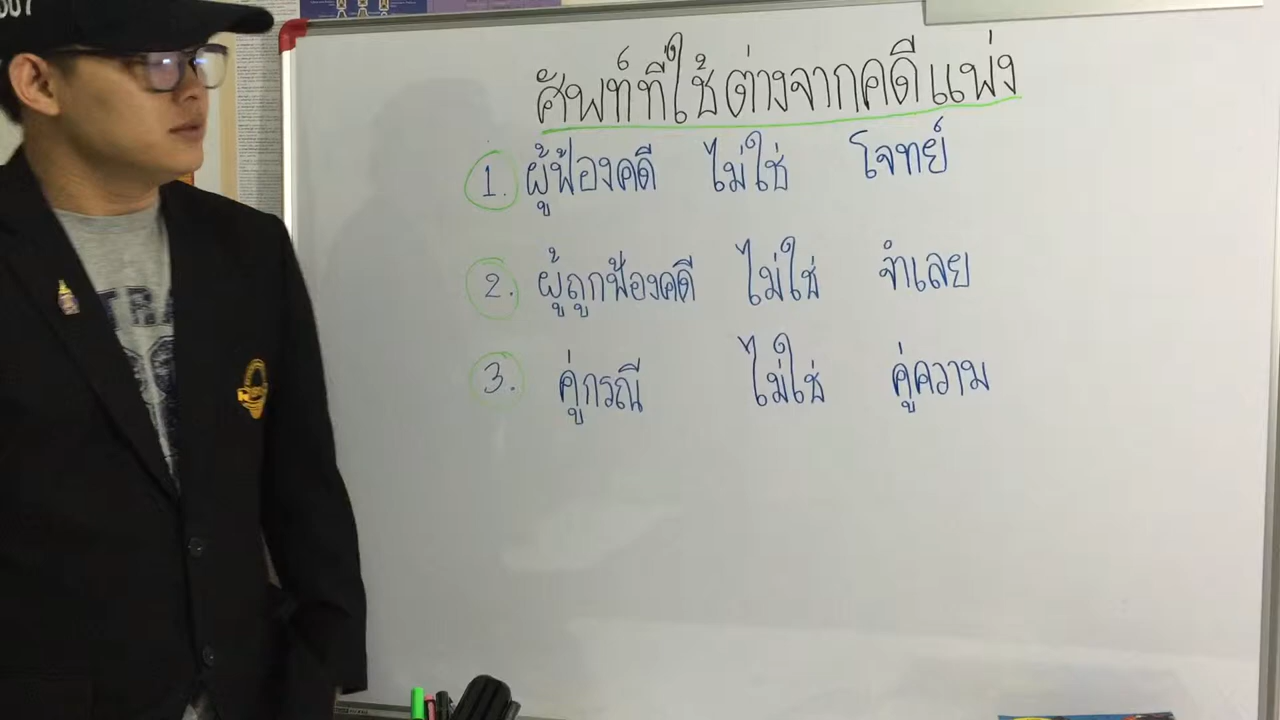 ศัพท์ที่ใช้ต่างจากคดีแพ่ง
1. ผู้ฟ้องคดี ไม่ใช่ โจทย์
2. ผู้ถูกฟ้องคดี ไม่ใช่ จำเลย
3. คู่กรณี ไม่ใช่ คู่ความ